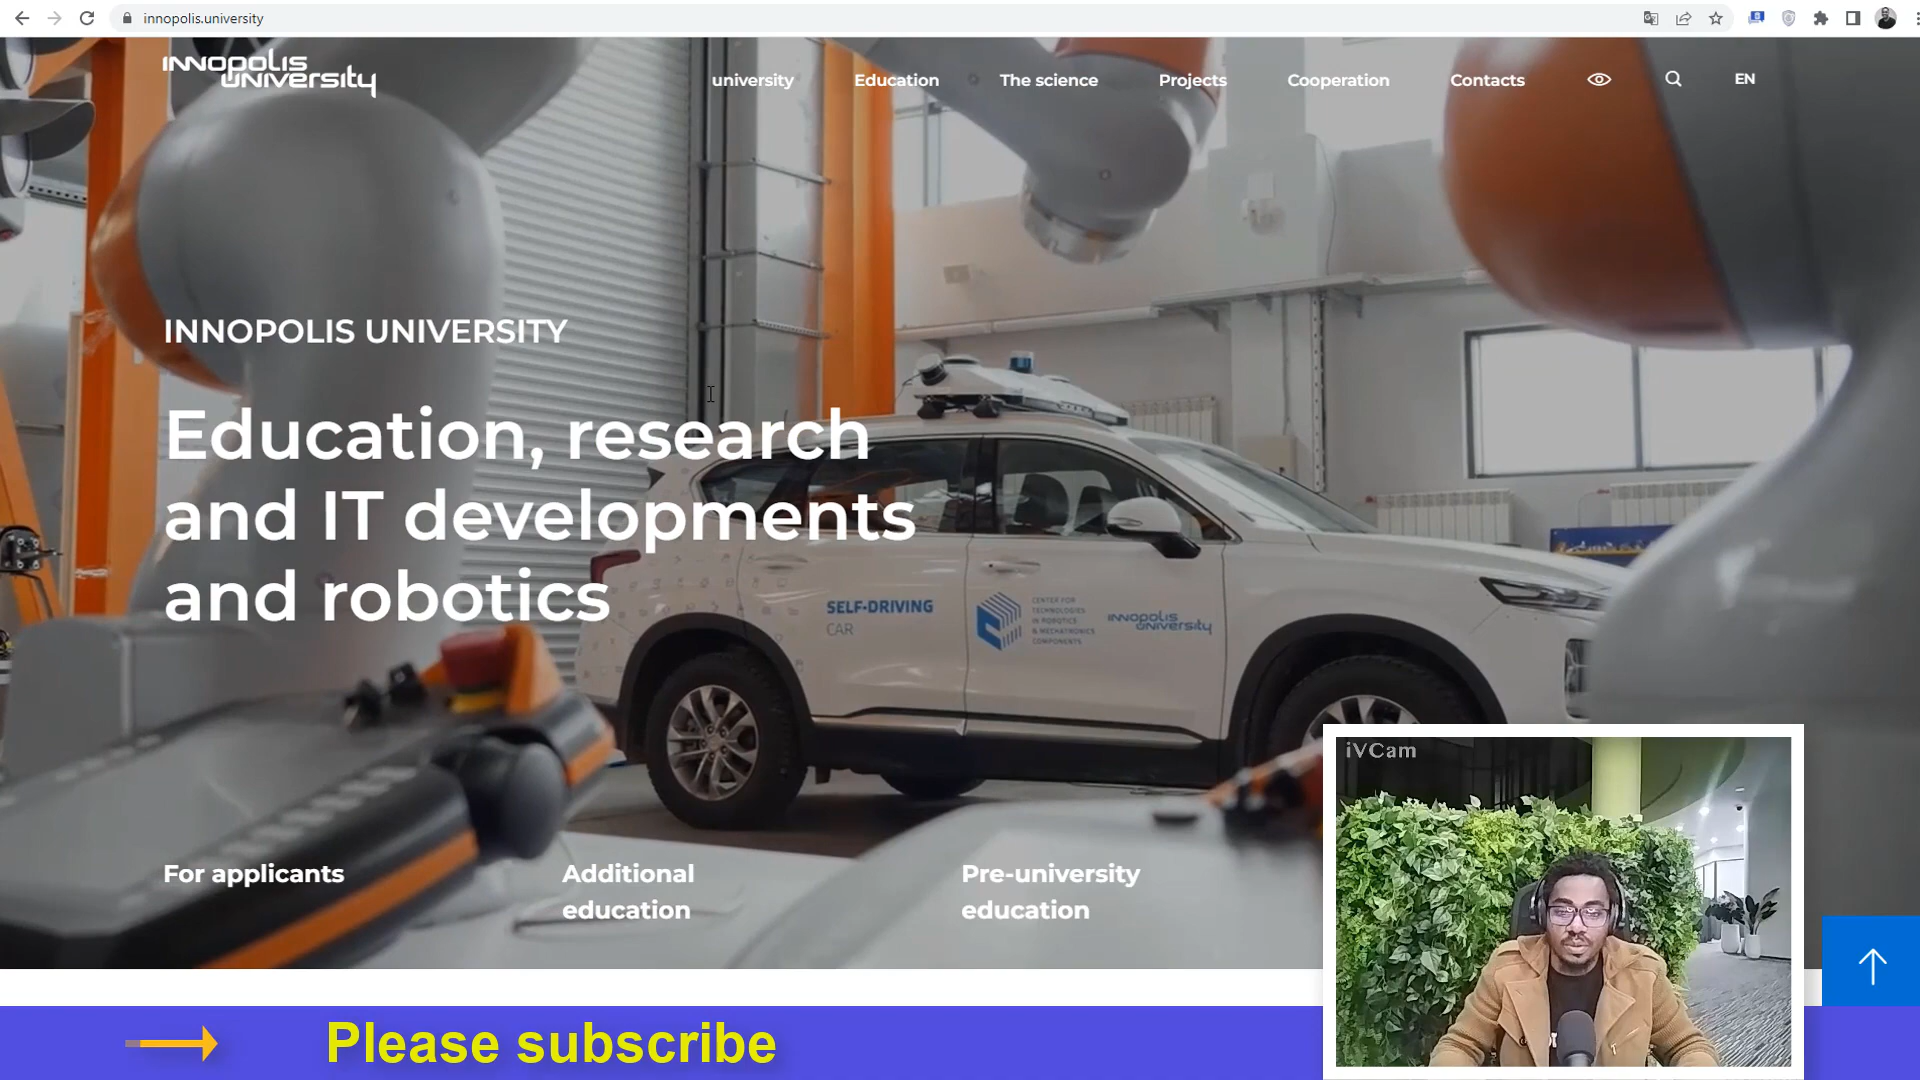 innopolis.university
INNOPOLIS
UNIVERSITY
university
Education
The science
Projects
Cooperation
Contacts
EN
INNOPOLIS UNIVERSITY
Education, research
and IT developments
and robotics
SELF-DRIVING
CAR
CENTER FOR
TECHNOLOGIES
IN ROBOTICS
& MECHATRONICS
COMPONENTS
INNOPOLIS
UNIVERSITY
For applicants
Additional
education
Pre-university
education
iVCam
Please subscribe